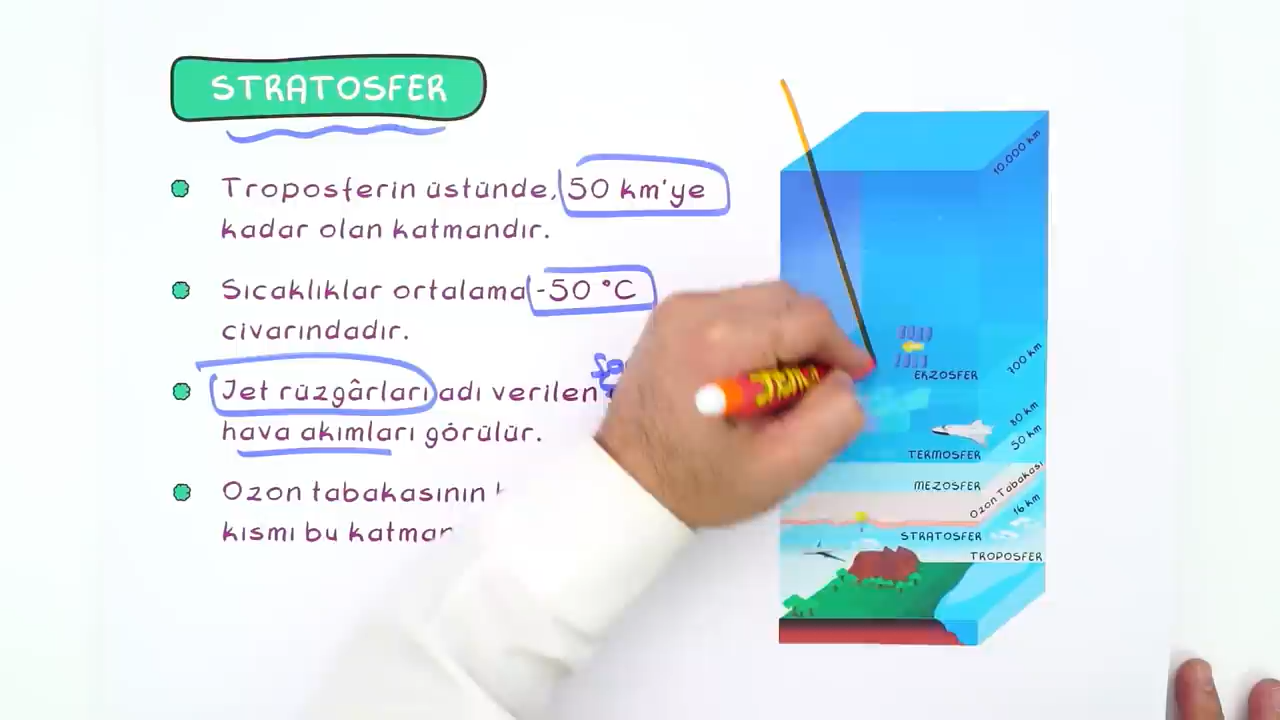 STRATOSFER
Troposferin üstünde, 50 km'ye
kadar olan katmandır.
Sıcaklıklar ortalama -50 °C
civarındadır.
Jet rüzgârları adı verilen
hava akımları görülür.
Ozon tabakasının
kısmı bu
10.000 km
300 km
EKZOSFER
80 km
50 km
TERMOSFER
Ozon Tabakası
MEZOSFER
16 km
STRATOSFER
TROPOSFER